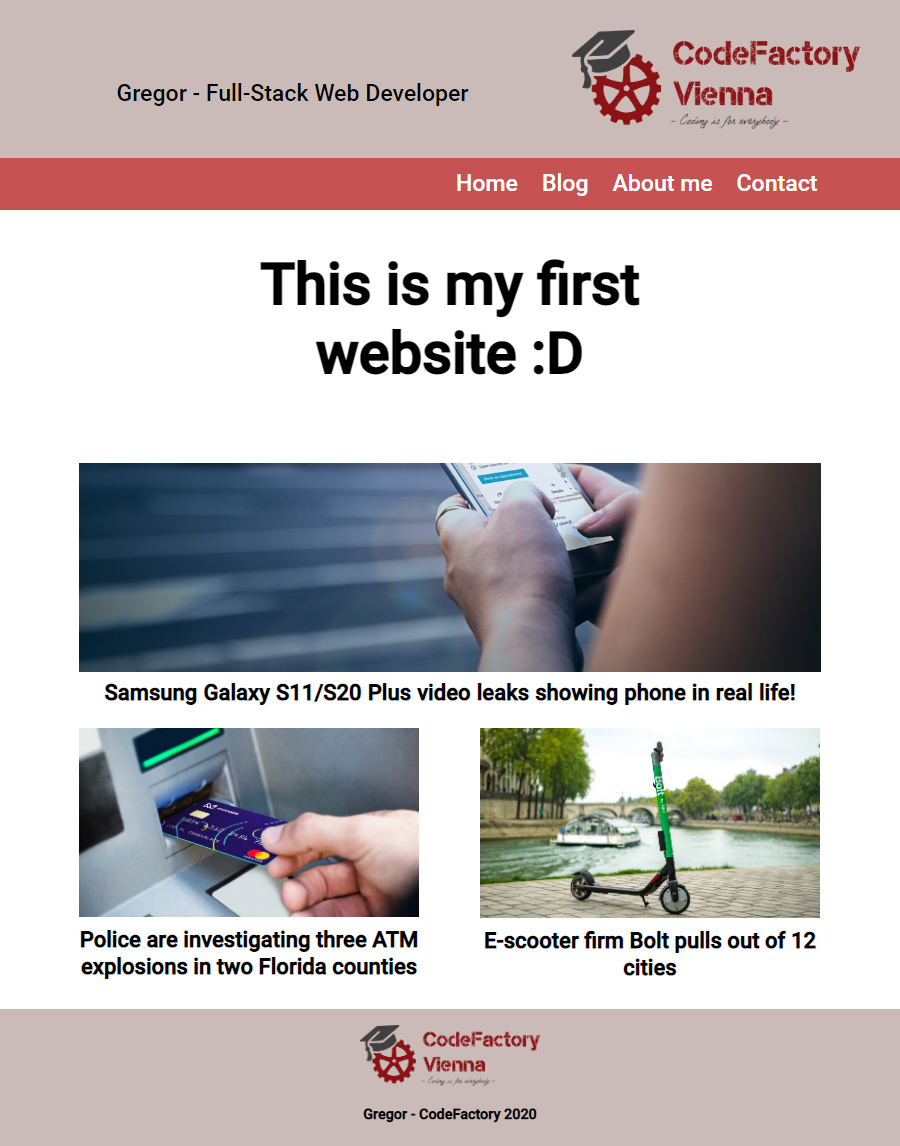 Gregor - Full-Stack Web Developer
CodeFactory
Vienna
- Coding is for everybody -
Home Blog About me Contact
This is my first
website :D
Samsung Galaxy S11/S20 Plus video leaks showing phone in real life!
Bolt
Police are investigating three ATM
explosions in two Florida counties
E-scooter firm Bolt pulls out of 12
cities
CodeFactory
Vienna
- Coding is for everybody -
Gregor - CodeFactory 2020